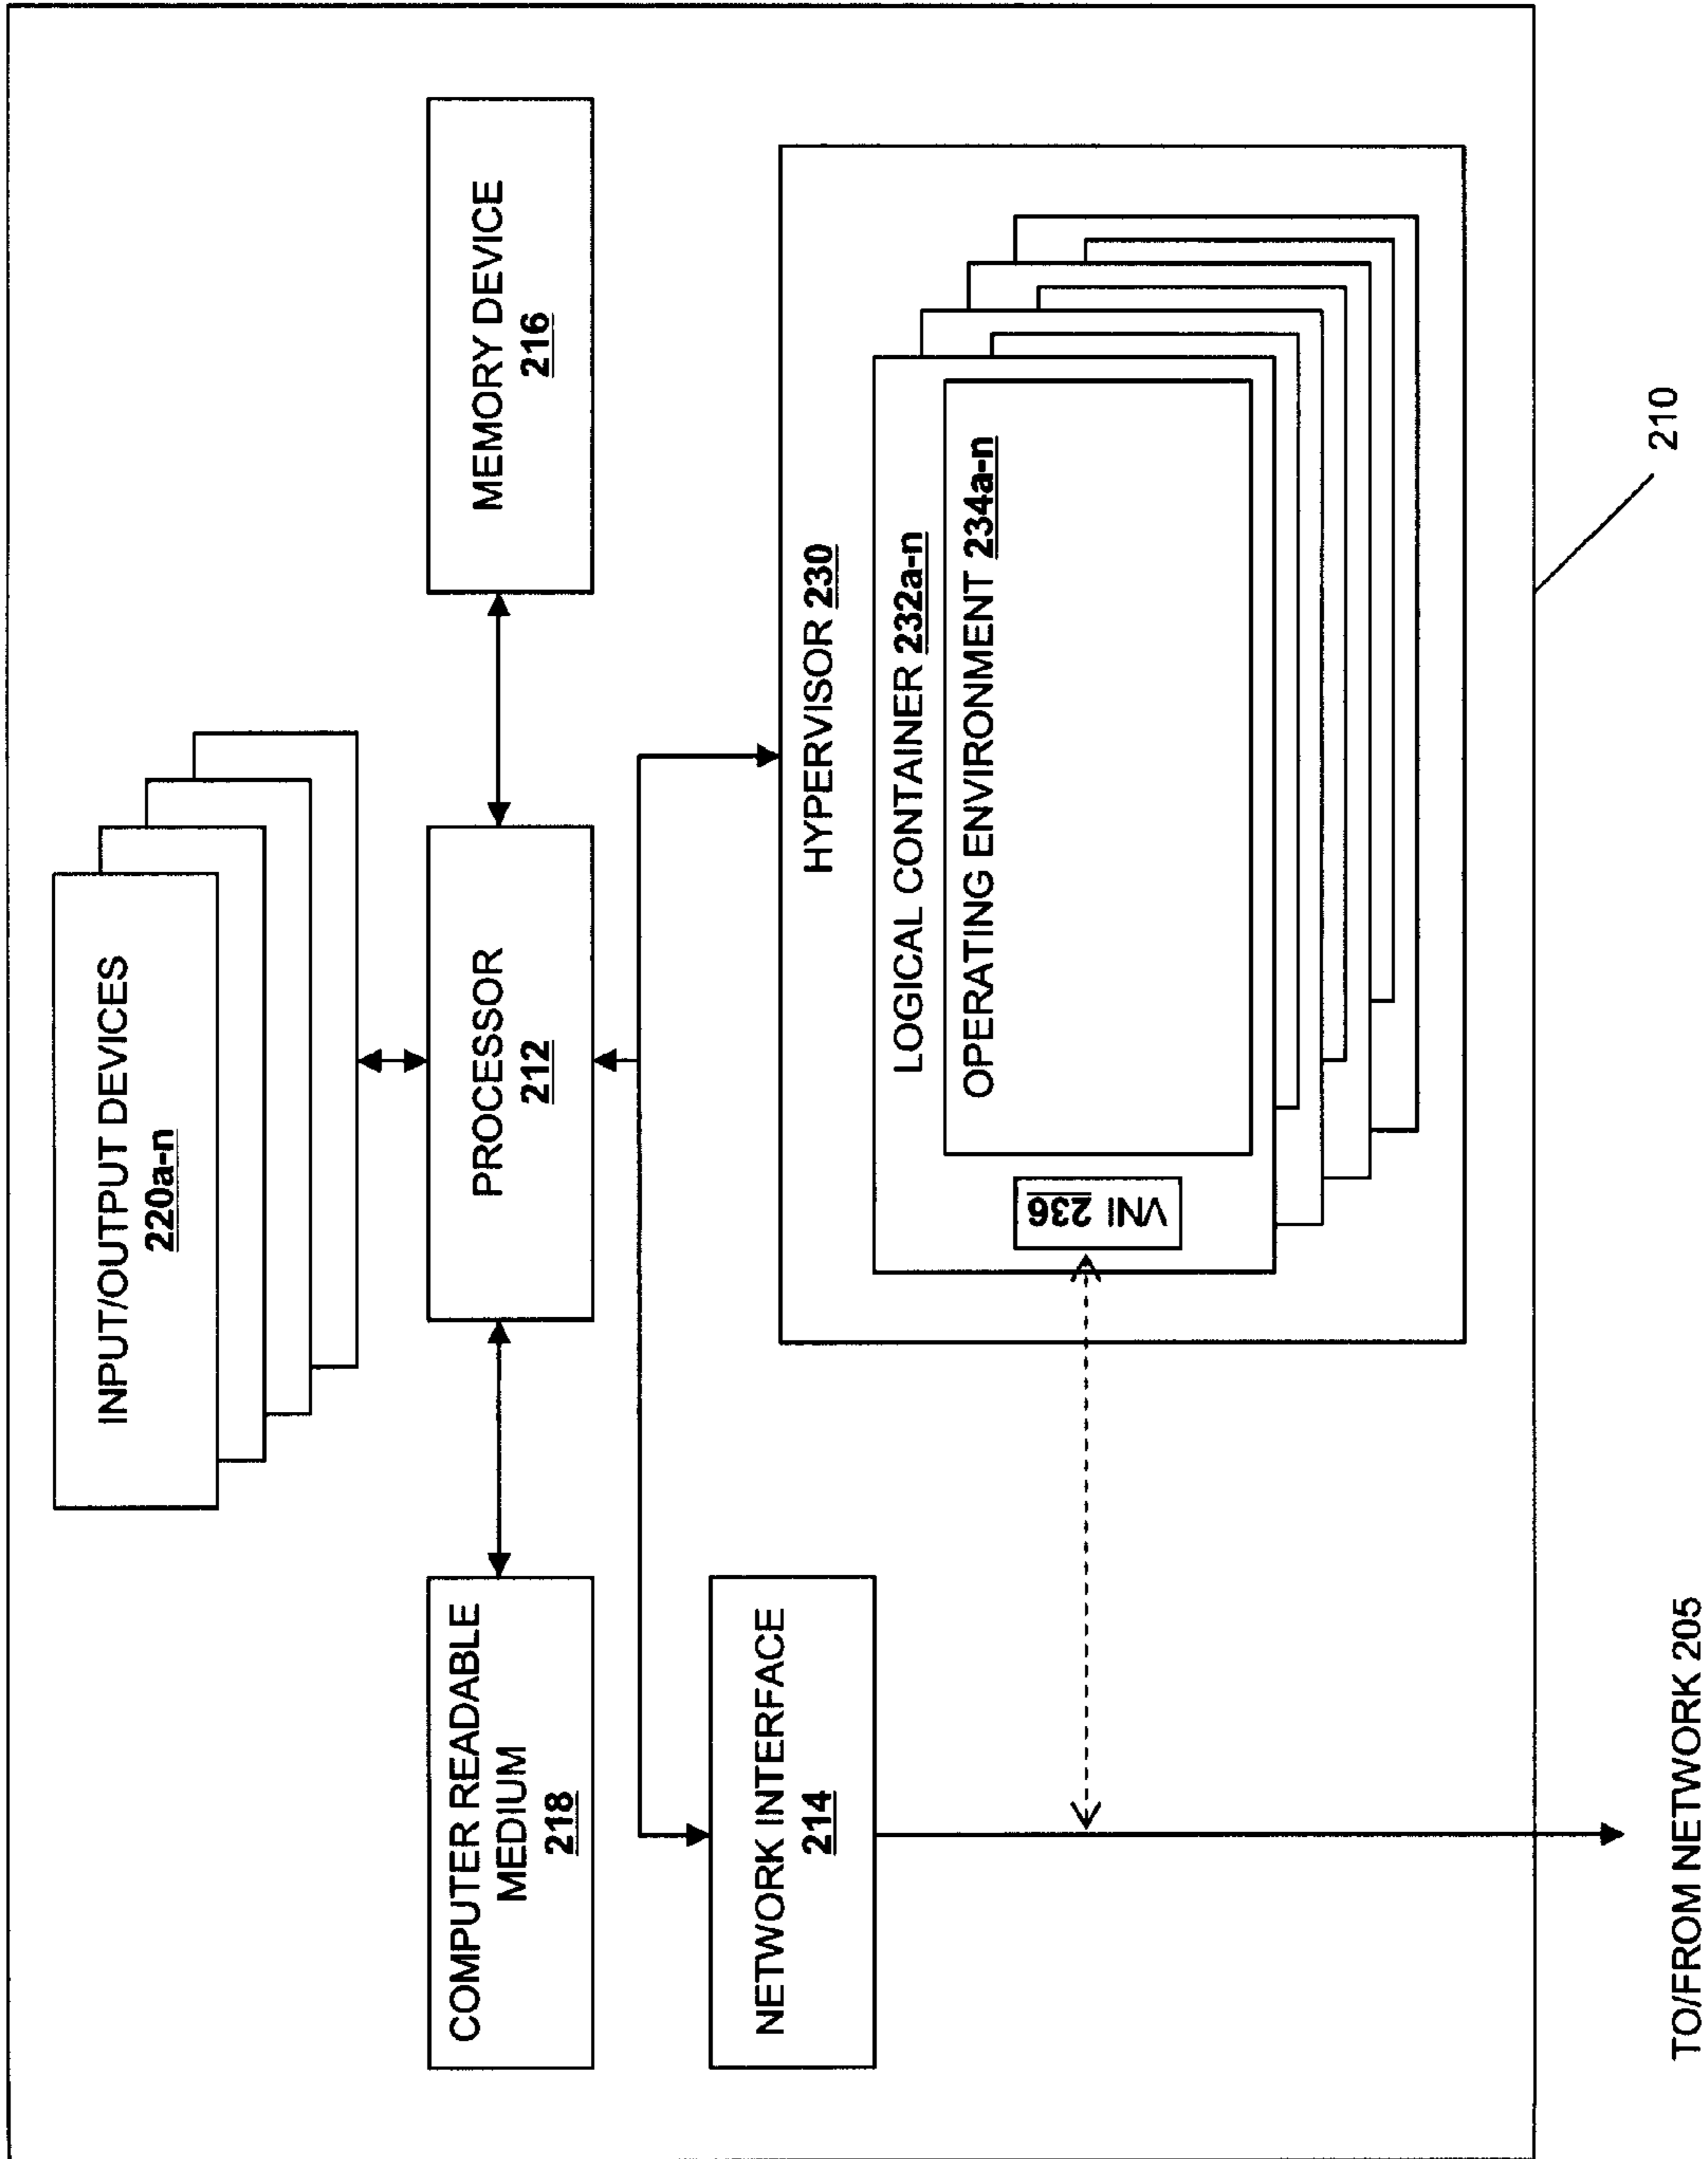 INPUT/OUTPUT DEVICES
220a-n
COMPUTER READABLE
MEDIUM
218
PROCESSOR
212
MEMORY DEVICE
216
NETWORK INTERFACE
214
HYPERVISOR 230
LOGICAL CONTAINER 232a-n
OPERATING ENVIRONMENT 234a-n
VNI 236
210
TO/FROM NETWORK 205